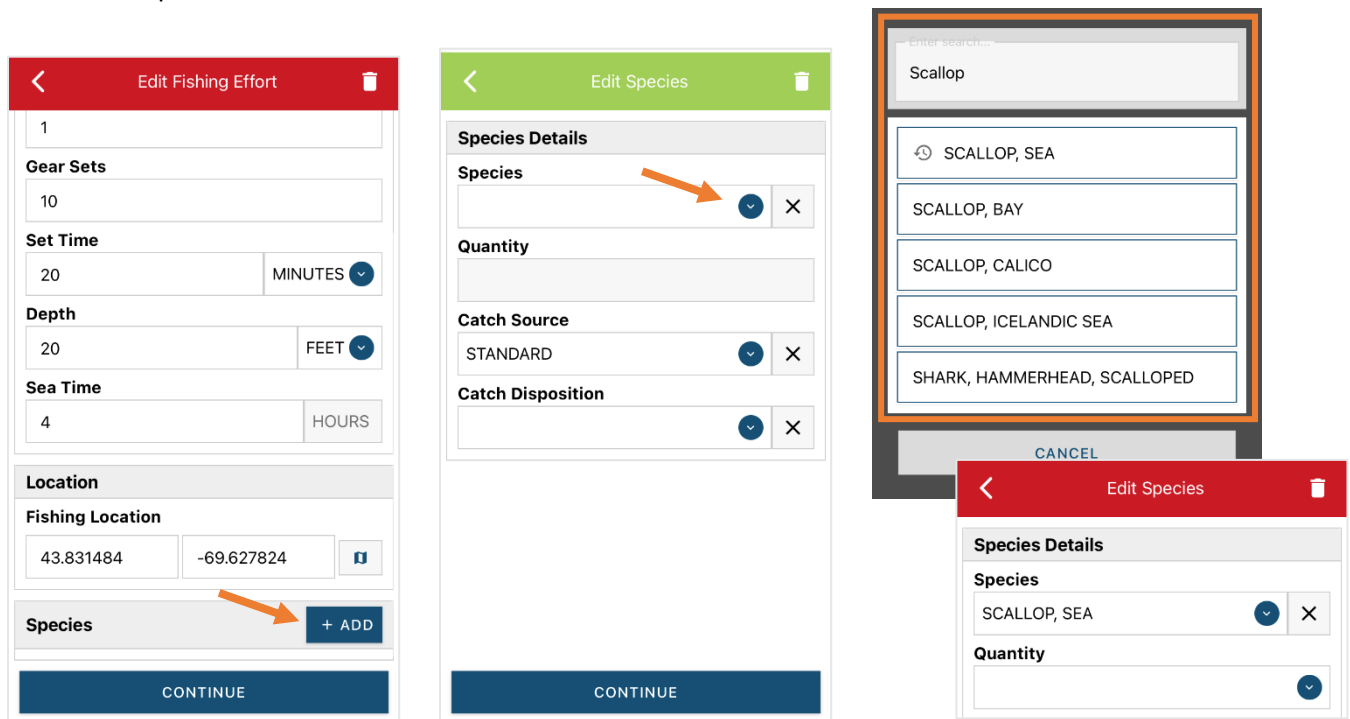 Edit Fishing Effort
1
Gear Sets
10
Set Time
20 MINUTES
Depth
20 FEET
Sea Time
4 HOURS
Location
Fishing Location
43.831484 -69.627824
Species + ADD
CONTINUE
Edit Species
Species Details
Species
Quantity
Catch Source
STANDARD
Catch Disposition
CONTINUE
Enter search...
Scallop
SCALLOP, SEA
SCALLOP, BAY
SCALLOP, CALICO
SCALLOP, ICELANDIC SEA
SHARK, HAMMERHEAD, SCALLOPED
CANCEL
Edit Species
Species Details
Species
SCALLOP, SEA
Quantity